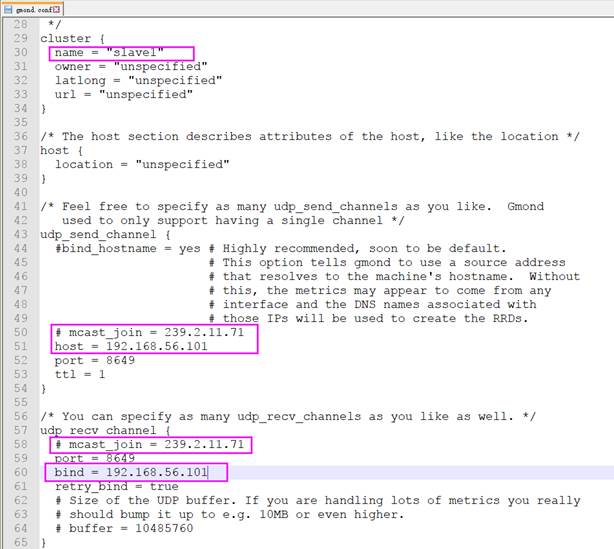 gmond.conf
28 */
29 cluster {
30 name = "slave1"
31 owner = "unspecified"
32 latlong = "unspecified"
33 url = "unspecified"
34 }
35
36 /* The host section describes attributes of the host, like the location */
37 host {
38 location = "unspecified"
39 }
40
41 /* Feel free to specify as many udp_send_channels as you like.  Gmond
42 used to only support having a single channel */
43 udp_send_channel {
44 #bind_hostname = yes # Highly recommended, soon to be default.
45 # This option tells gmond to use a source address
46 # that resolves to the machine's hostname.  Without
47 # this, the metrics may appear to come from any
48 # interface and the DNS names associated with
49 # those IPs will be used to create the RRDs.
50 # mcast_join = 239.2.11.71
51 host = 192.168.56.101
52 port = 8649
53 ttl = 1
54 }
55
56 /* You can specify as many udp_recv_channels as you like as well. */
57 udp_recv_channel {
58 # mcast_join = 239.2.11.71
59 port = 8649
60 bind = 192.168.56.101
61 retry_bind = true
62 # Size of the UDP buffer. If you are handling lots of metrics you really
63 # should bump it up to e.g. 10MB or even higher.
64 # buffer = 10485760
65 }